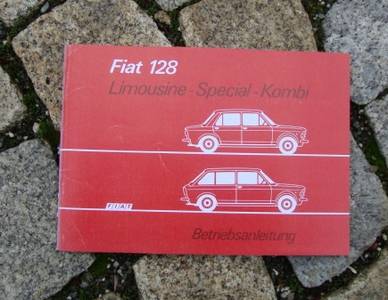 Fiat 128
Limousine - Special - Kombi
FIAT
Betriebsanleitung